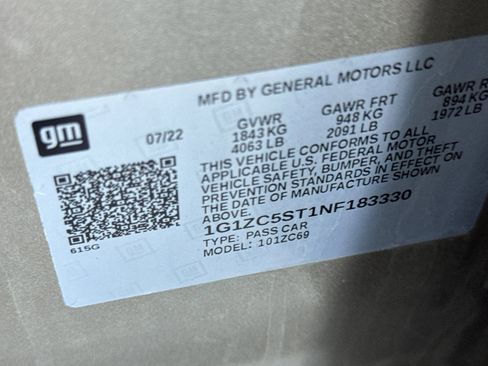 MFD BY GENERAL MOTORS LLC
gm
07/22
GVWR
1843 KG
4063 LB
GAWR FRT
948 KG
2091 LB
GAWR R
894 KG
1972 LB
THIS VEHICLE CONFORMS TO ALL
APPLICABLE U.S. FEDERAL MOTOR
VEHICLE SAFETY, BUMPER, AND THEFT
PREVENTION STANDARDS IN EFFECT ON
THE DATE OF MANUFACTURE SHOWN
ABOVE.
1G1ZC5ST1NF183330
TYPE: PASS CAR
MODEL: 101ZC69
615G